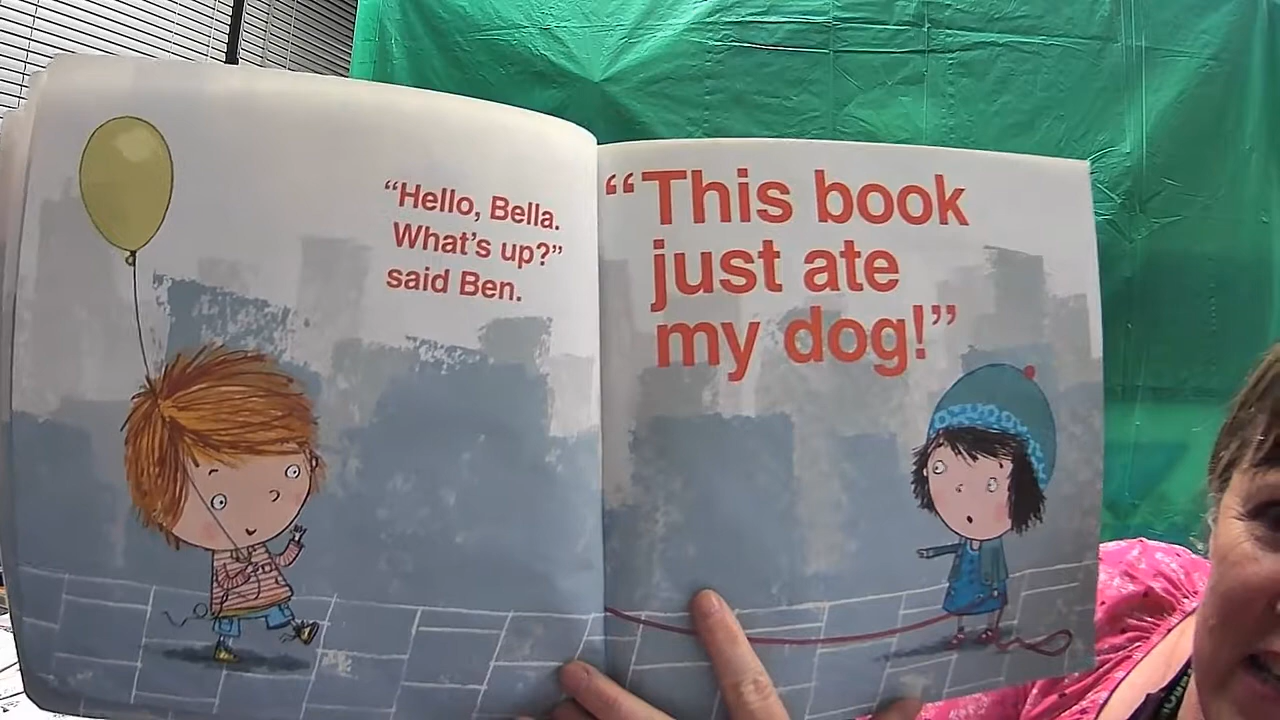 “Hello, Bella.
What’s up?”
said Ben.
“This book
just ate
my dog!”